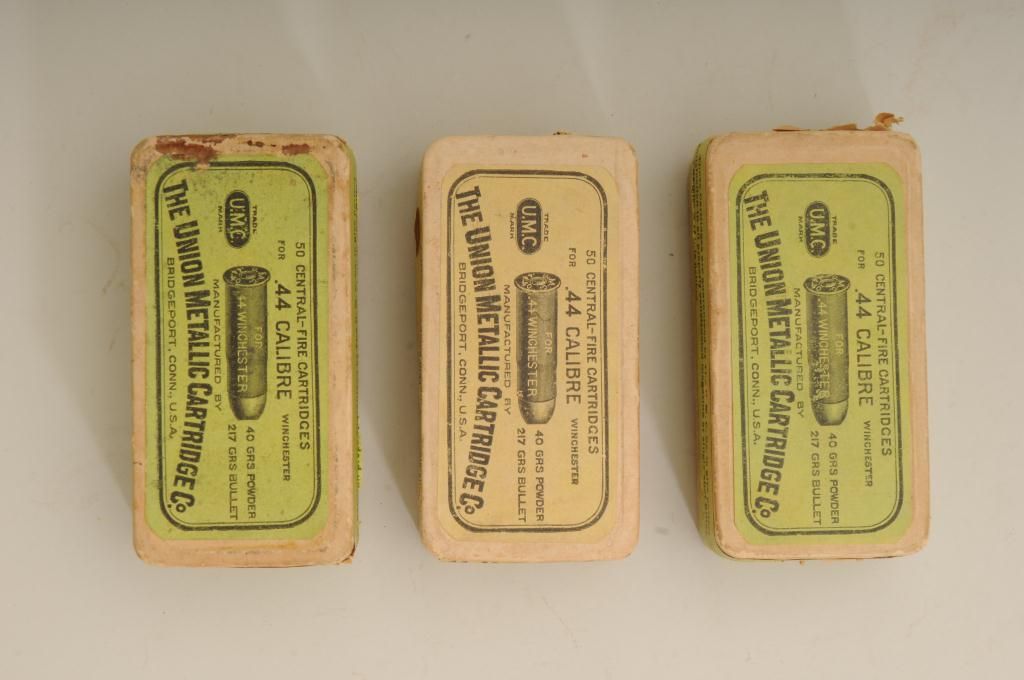 50 CENTRAL-FIRE CARTRIDGES
FOR .44 CALIBRE WINCHESTER
TRADE
U.M.C.
MARK
FOR
.44 WINCHESTER
40 GRS POWDER
217 GRS BULLET
MANUFACTURED BY
THE UNION METALLIC CARTRIDGE Co.
BRIDGEPORT, CONN., U.S.A.
50 CENTRAL-FIRE CARTRIDGES
FOR .44 CALIBRE WINCHESTER
TRADE
U.M.C.
MARK
FOR
.44 WINCHESTER
40 GRS POWDER
217 GRS BULLET
MANUFACTURED BY
THE UNION METALLIC CARTRIDGE Co.
BRIDGEPORT, CONN., U.S.A.
50 CENTRAL-FIRE CARTRIDGES
FOR .44 CALIBRE WINCHESTER
TRADE
U.M.C.
MARK
FOR
.44 WINCHESTER
40 GRS POWDER
217 GRS BULLET
MANUFACTURED BY
THE UNION METALLIC CARTRIDGE Co.
BRIDGEPORT, CONN., U.S.A.